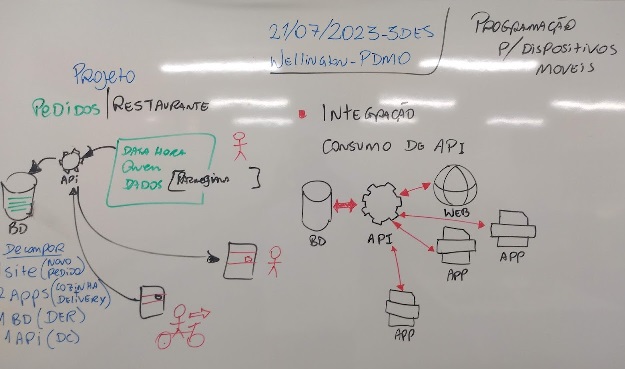 21/07/2023-3DES
Wellington-PDMO
PROGRAMAÇÃO
P/DISPOSITIVOS
MOVEIS
Projeto
PEDIDOS/RESTAURANTE
DATA HORA
Quem
DADOS
API
BD
Decompor
site (NOVO PEDIDO)
2 APPS (COZINHA DELIVERY)
1 BD (DER)
1 API (DC)
INTEGRAÇÃO
CONSUMO DE API
BD
API
WEB
APP
APP
APP